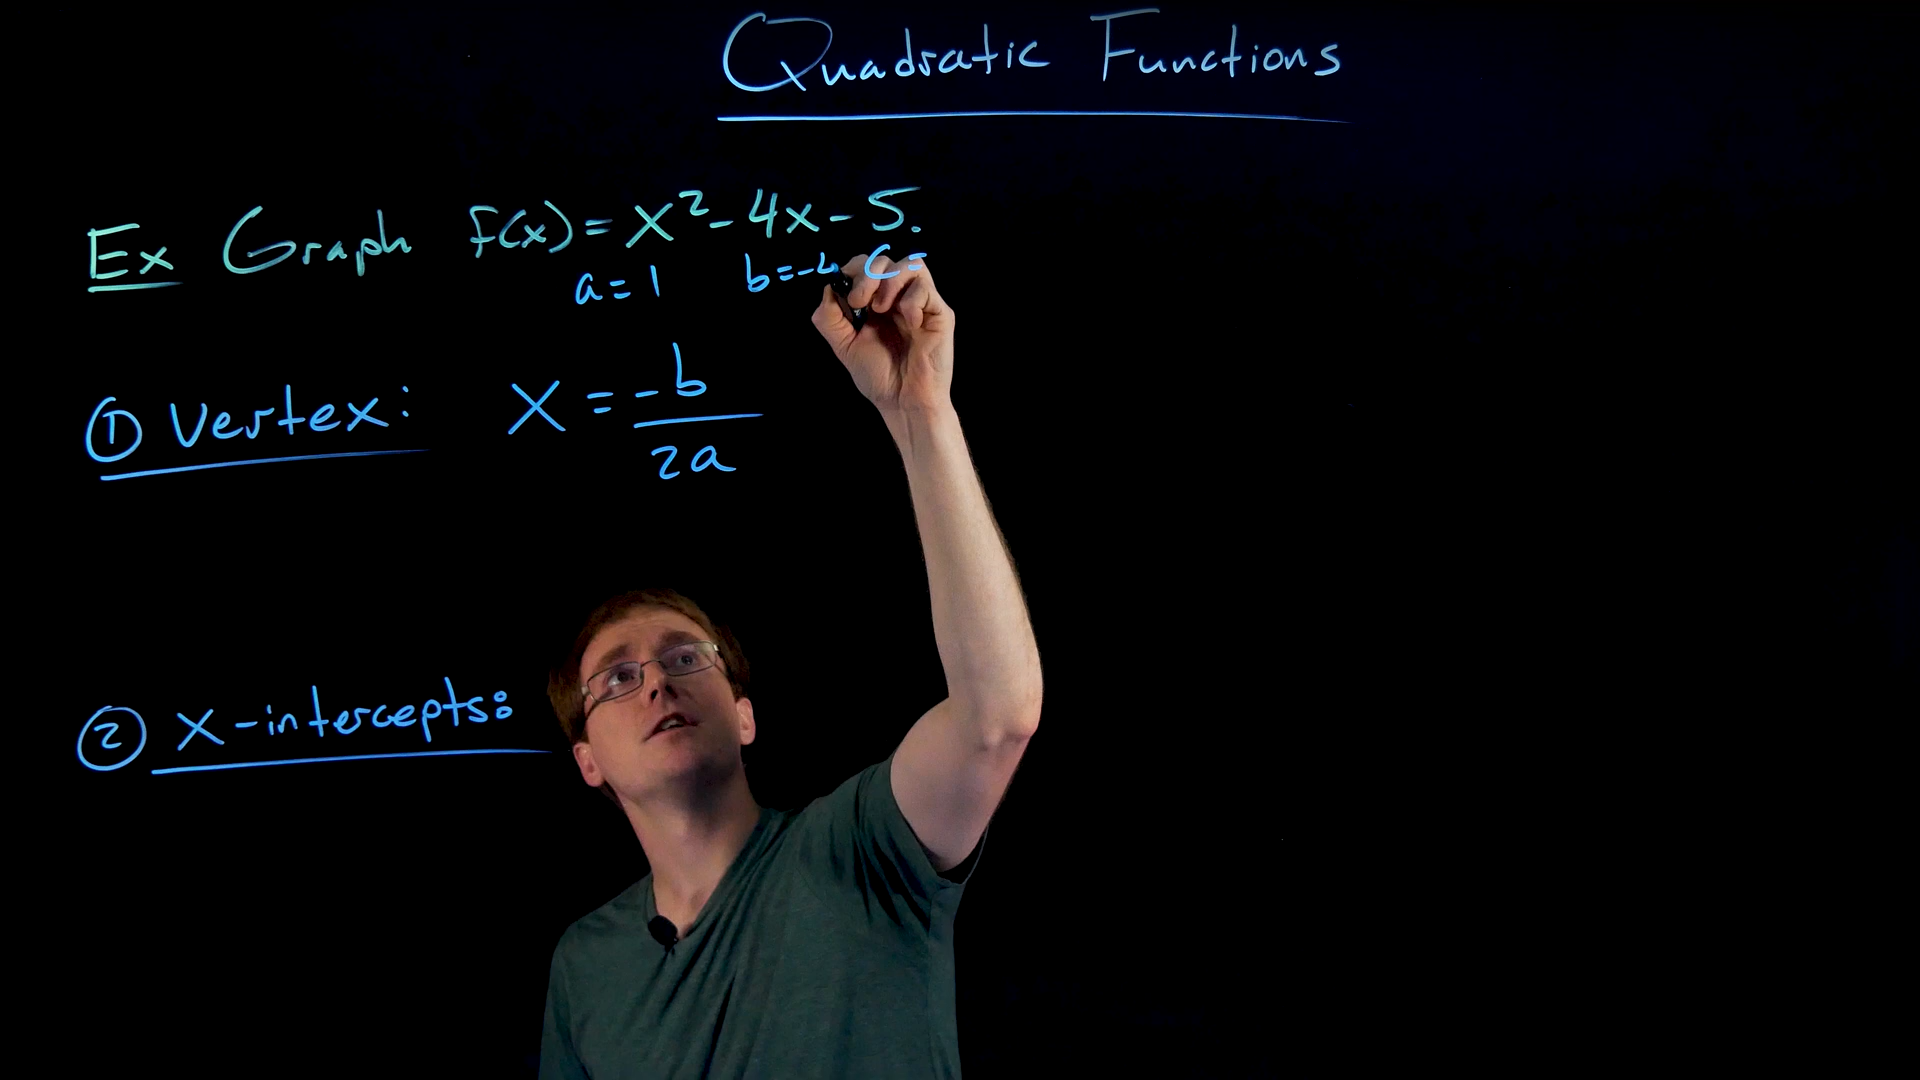 Quadratic Functions
Ex Graph f(x) = x² - 4x - 5.
a = 1 b = -4 c =
① Vertex: x = -b / 2a
② x-intercepts: